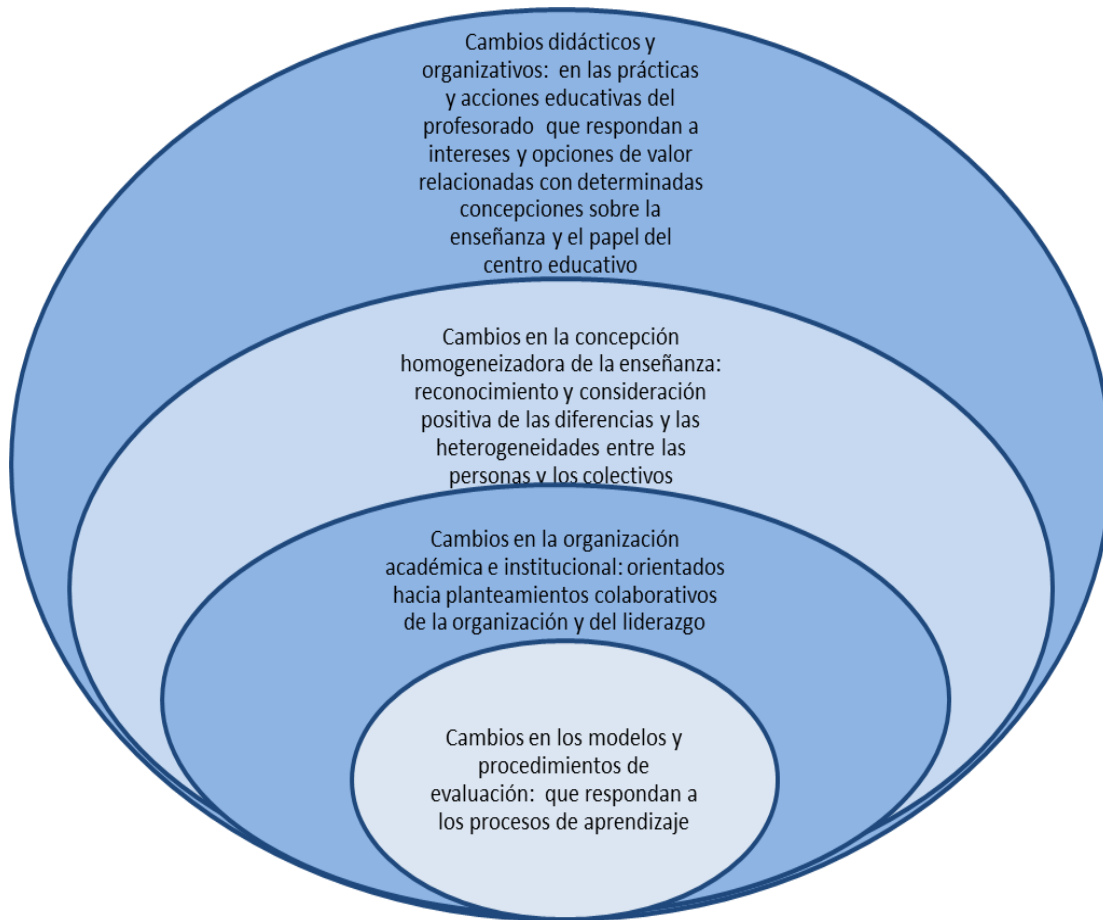 Cambios didácticos y
organizativos: en las prácticas
y acciones educativas del
profesorado que respondan a
intereses y opciones de valor
relacionadas con determinadas
concepciones sobre la
enseñanza y el papel del
centro educativo
Cambios en la concepción
homogeneizadora de la enseñanza:
reconocimiento y consideración
positiva de las diferencias y las
heterogeneidades entre las
personas y los colectivos
Cambios en la organización
académica e institucional: orientados
hacia planteamientos colaborativos
de la organización y del liderazgo
Cambios en los modelos y
procedimientos de
evaluación: que respondan a
los procesos de aprendizaje